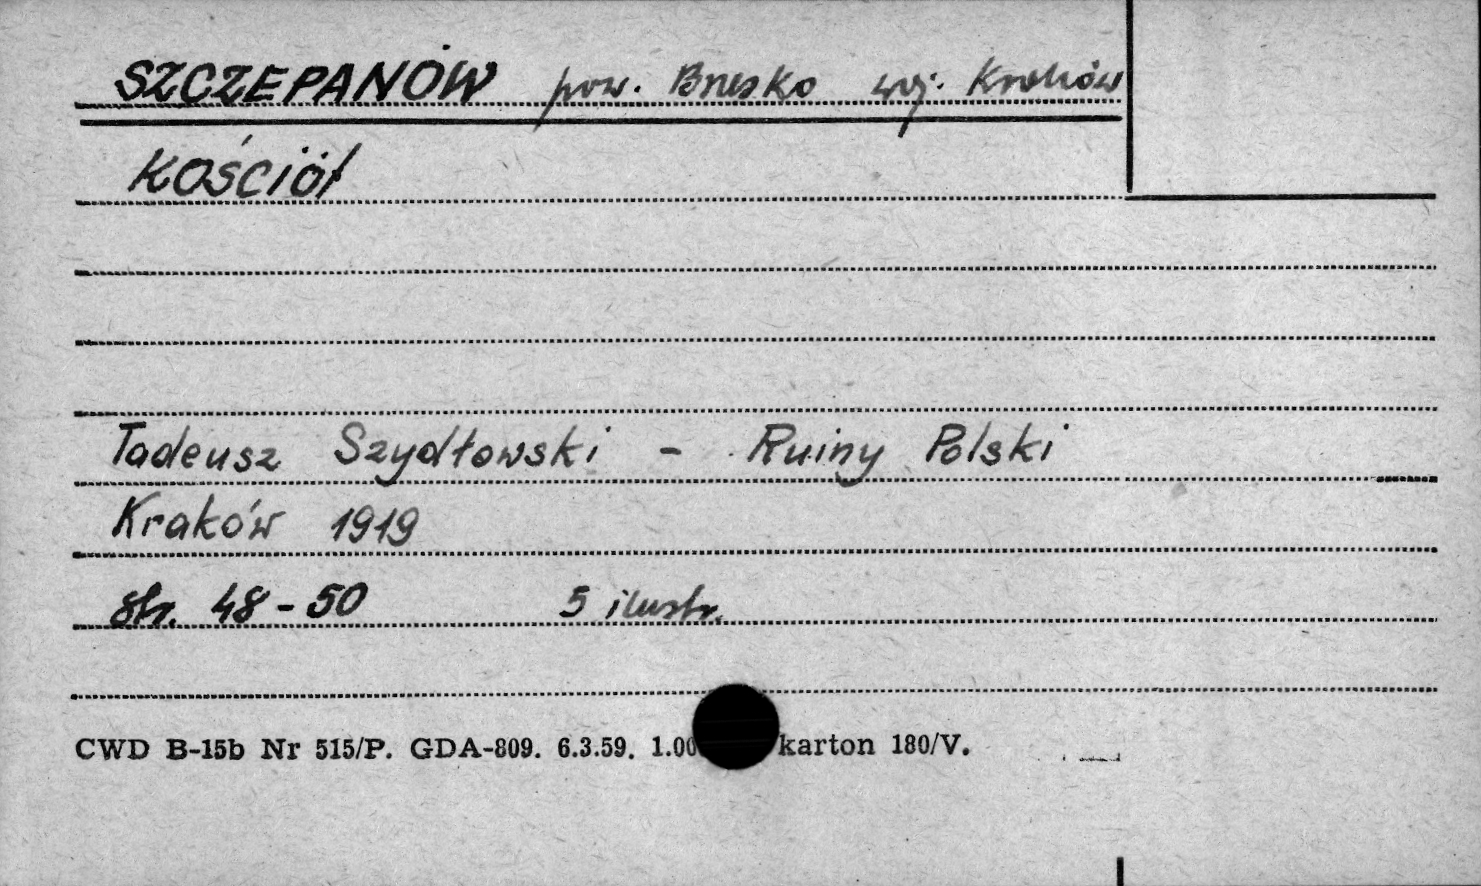 SZCZEPANÓW pow. Brzesko woj. Kraków
KOŚCIÓŁ
Tadeusz Szydłowski - Ruiny Polski
Kraków 1919
str. 48-50 5 ilustr.
CWD B-15b Nr 515/P. GDA-809. 6.3.59. 1.00 karton 180/V.